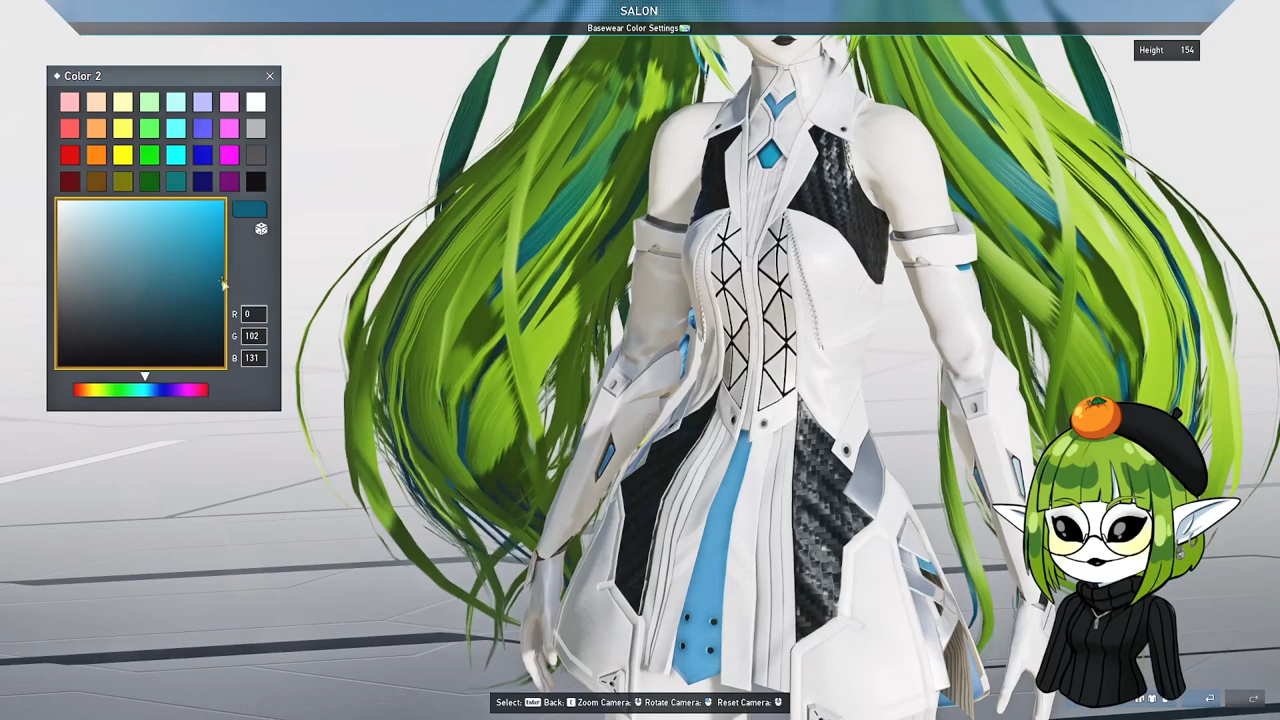 SALON
Basewear Color Settings
Height 154
Color 2
R 0
G 102
B 131
Select: Enter Back: Zoom Camera: Rotate Camera: Reset Camera: